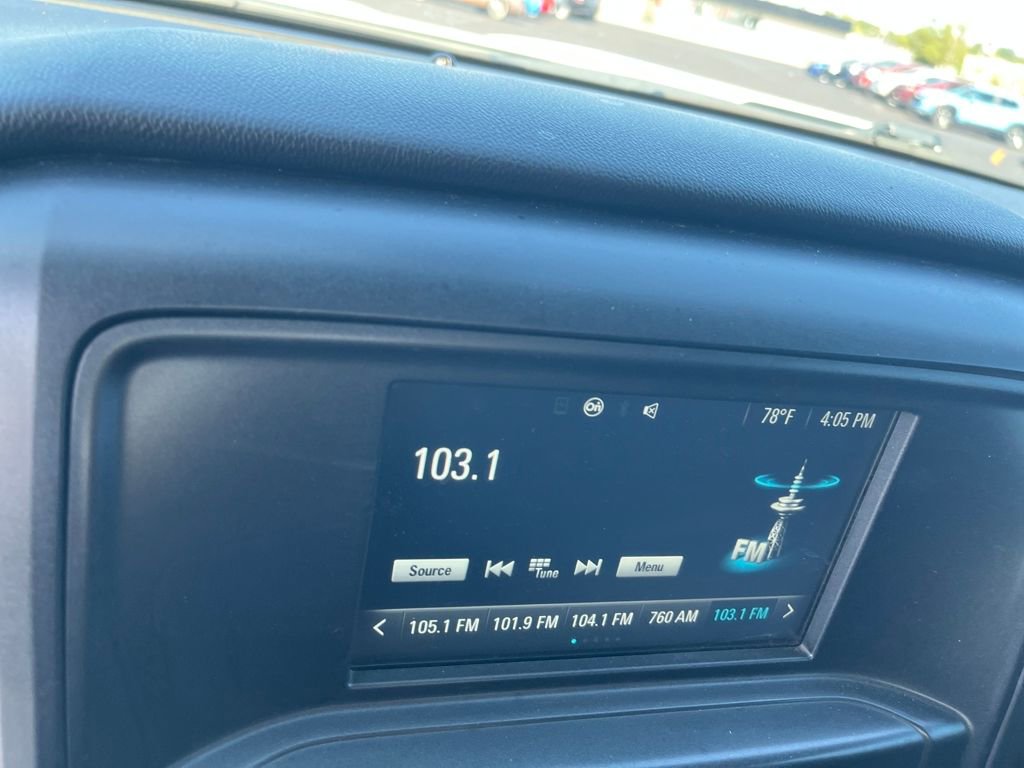 On
78°F
4:05 PM
103.1
FM
Source
Tune
Menu
105.1 FM
101.9 FM
104.1 FM
760 AM
103.1 FM